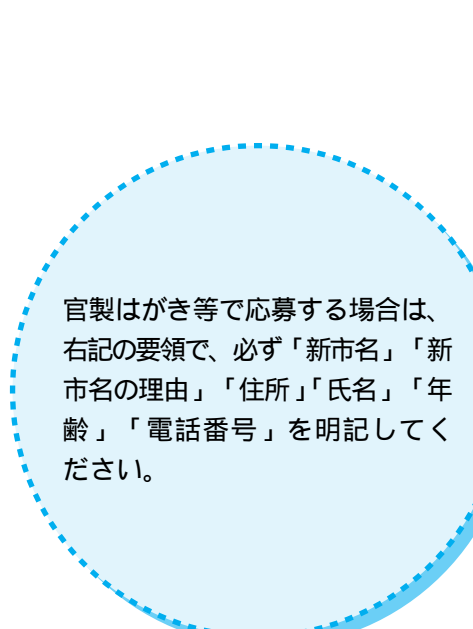 官製はがき等で応募する場合は、
右記の要領で、必ず「新市名」「新
市名の理由」「住所」「氏名」「年
齢」「電話番号」を明記してく
ださい。